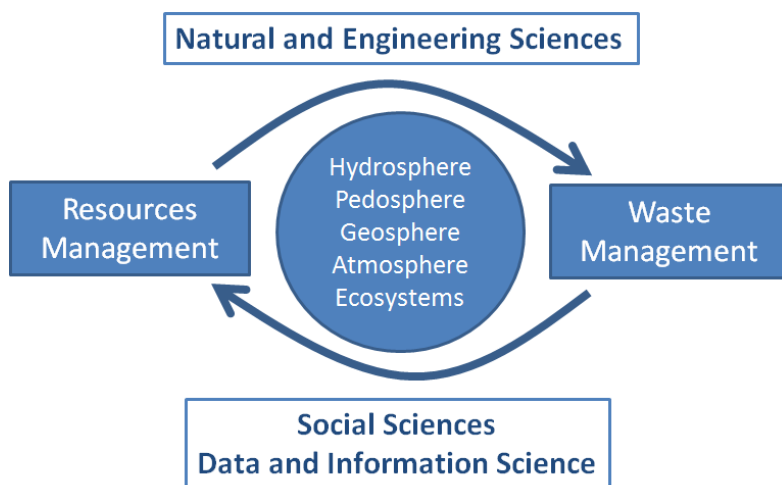 Natural and Engineering Sciences
Resources
Management
Hydrosphere
Pedosphere
Geosphere
Atmosphere
Ecosystems
Waste
Management
Social Sciences
Data and Information Science